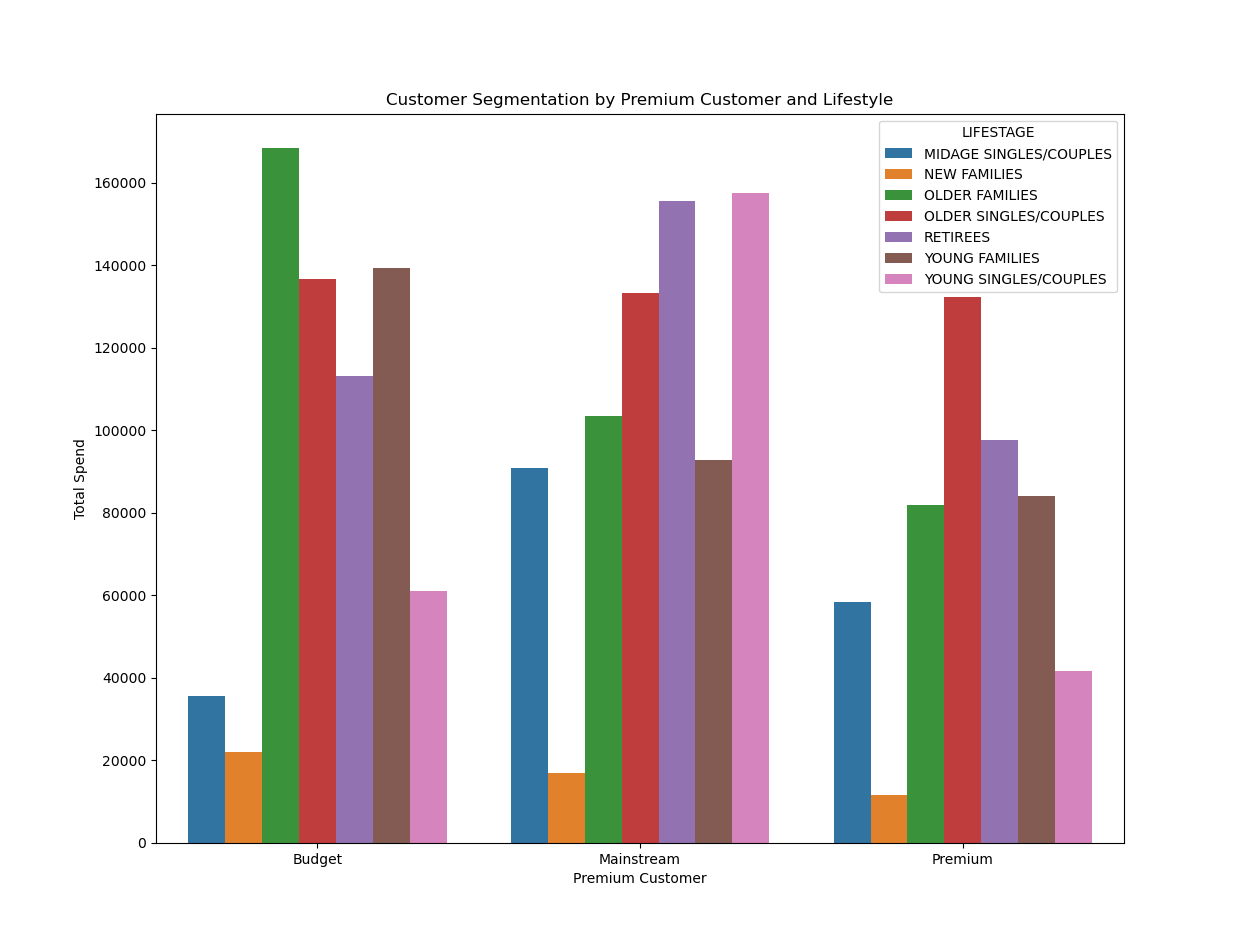 Customer Segmentation by Premium Customer and Lifestyle
LIFESTAGE
MIDAGE SINGLES/COUPLES
NEW FAMILIES
OLDER FAMILIES
OLDER SINGLES/COUPLES
RETIREES
YOUNG FAMILIES
YOUNG SINGLES/COUPLES
Total Spend
160000
140000
120000
100000
80000
60000
40000
20000
0
Budget Mainstream Premium
Premium Customer